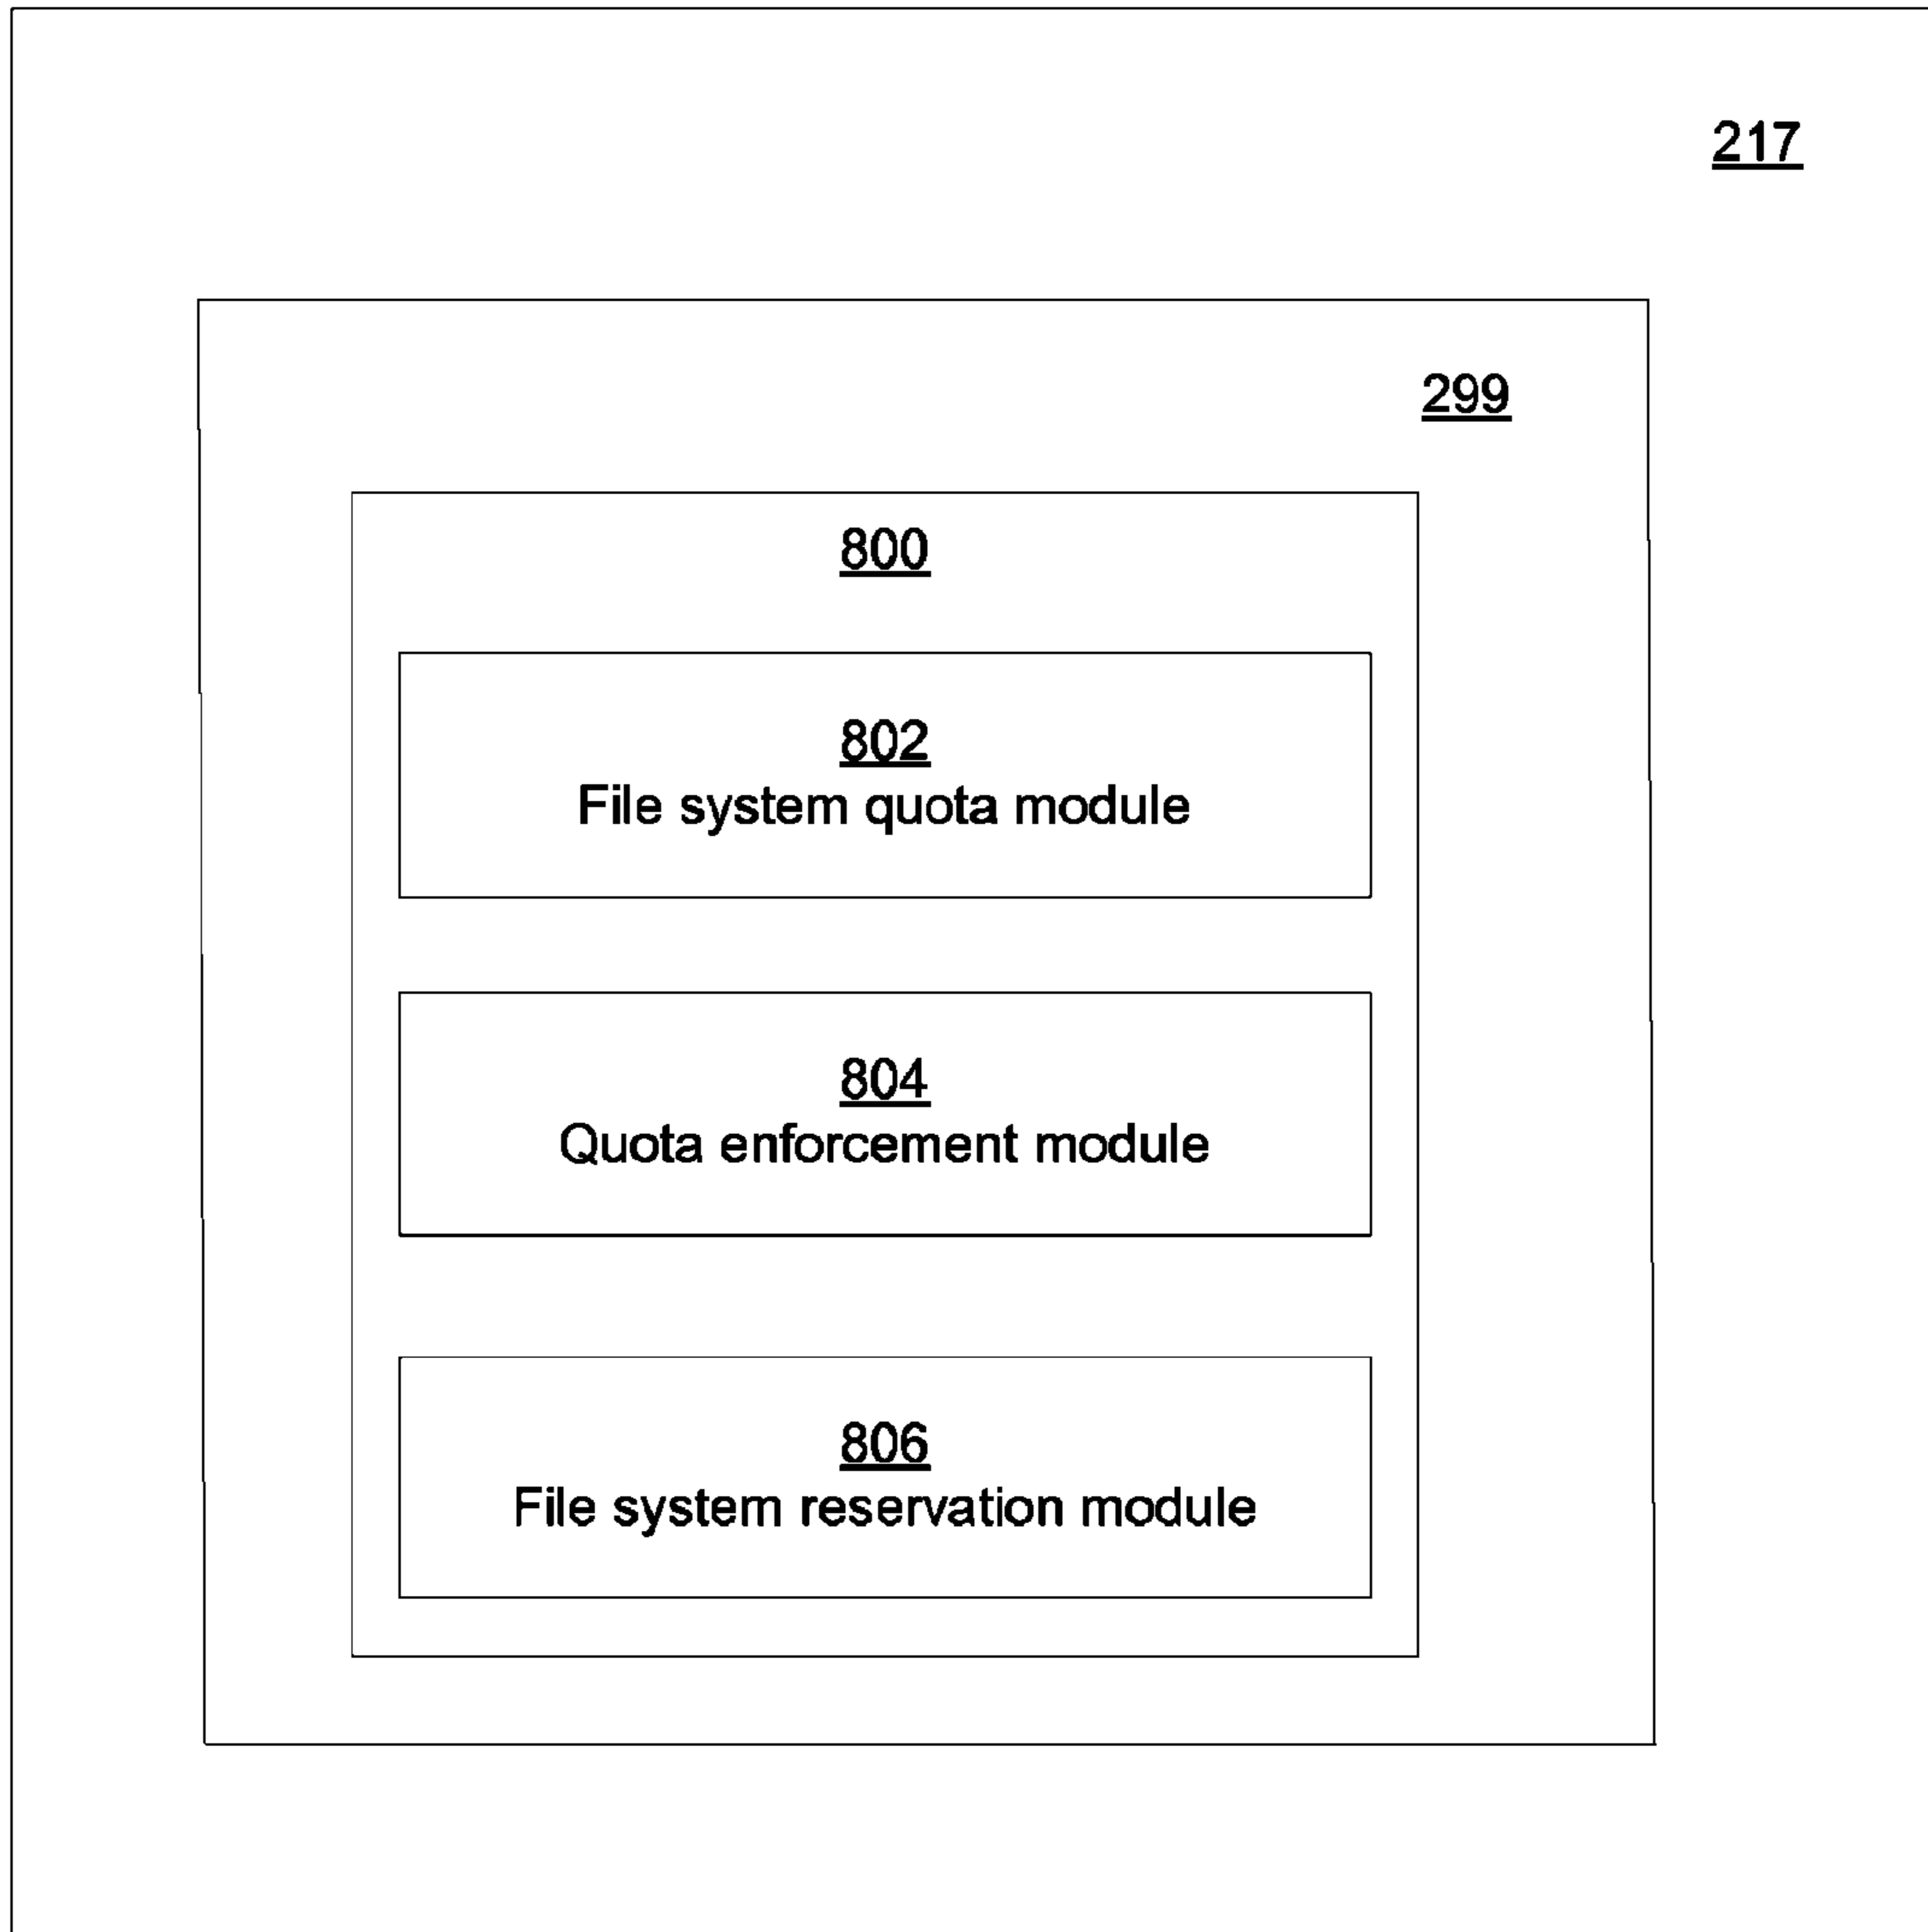 217
299
800
802
File system quota module
804
Quota enforcement module
806
File system reservation module